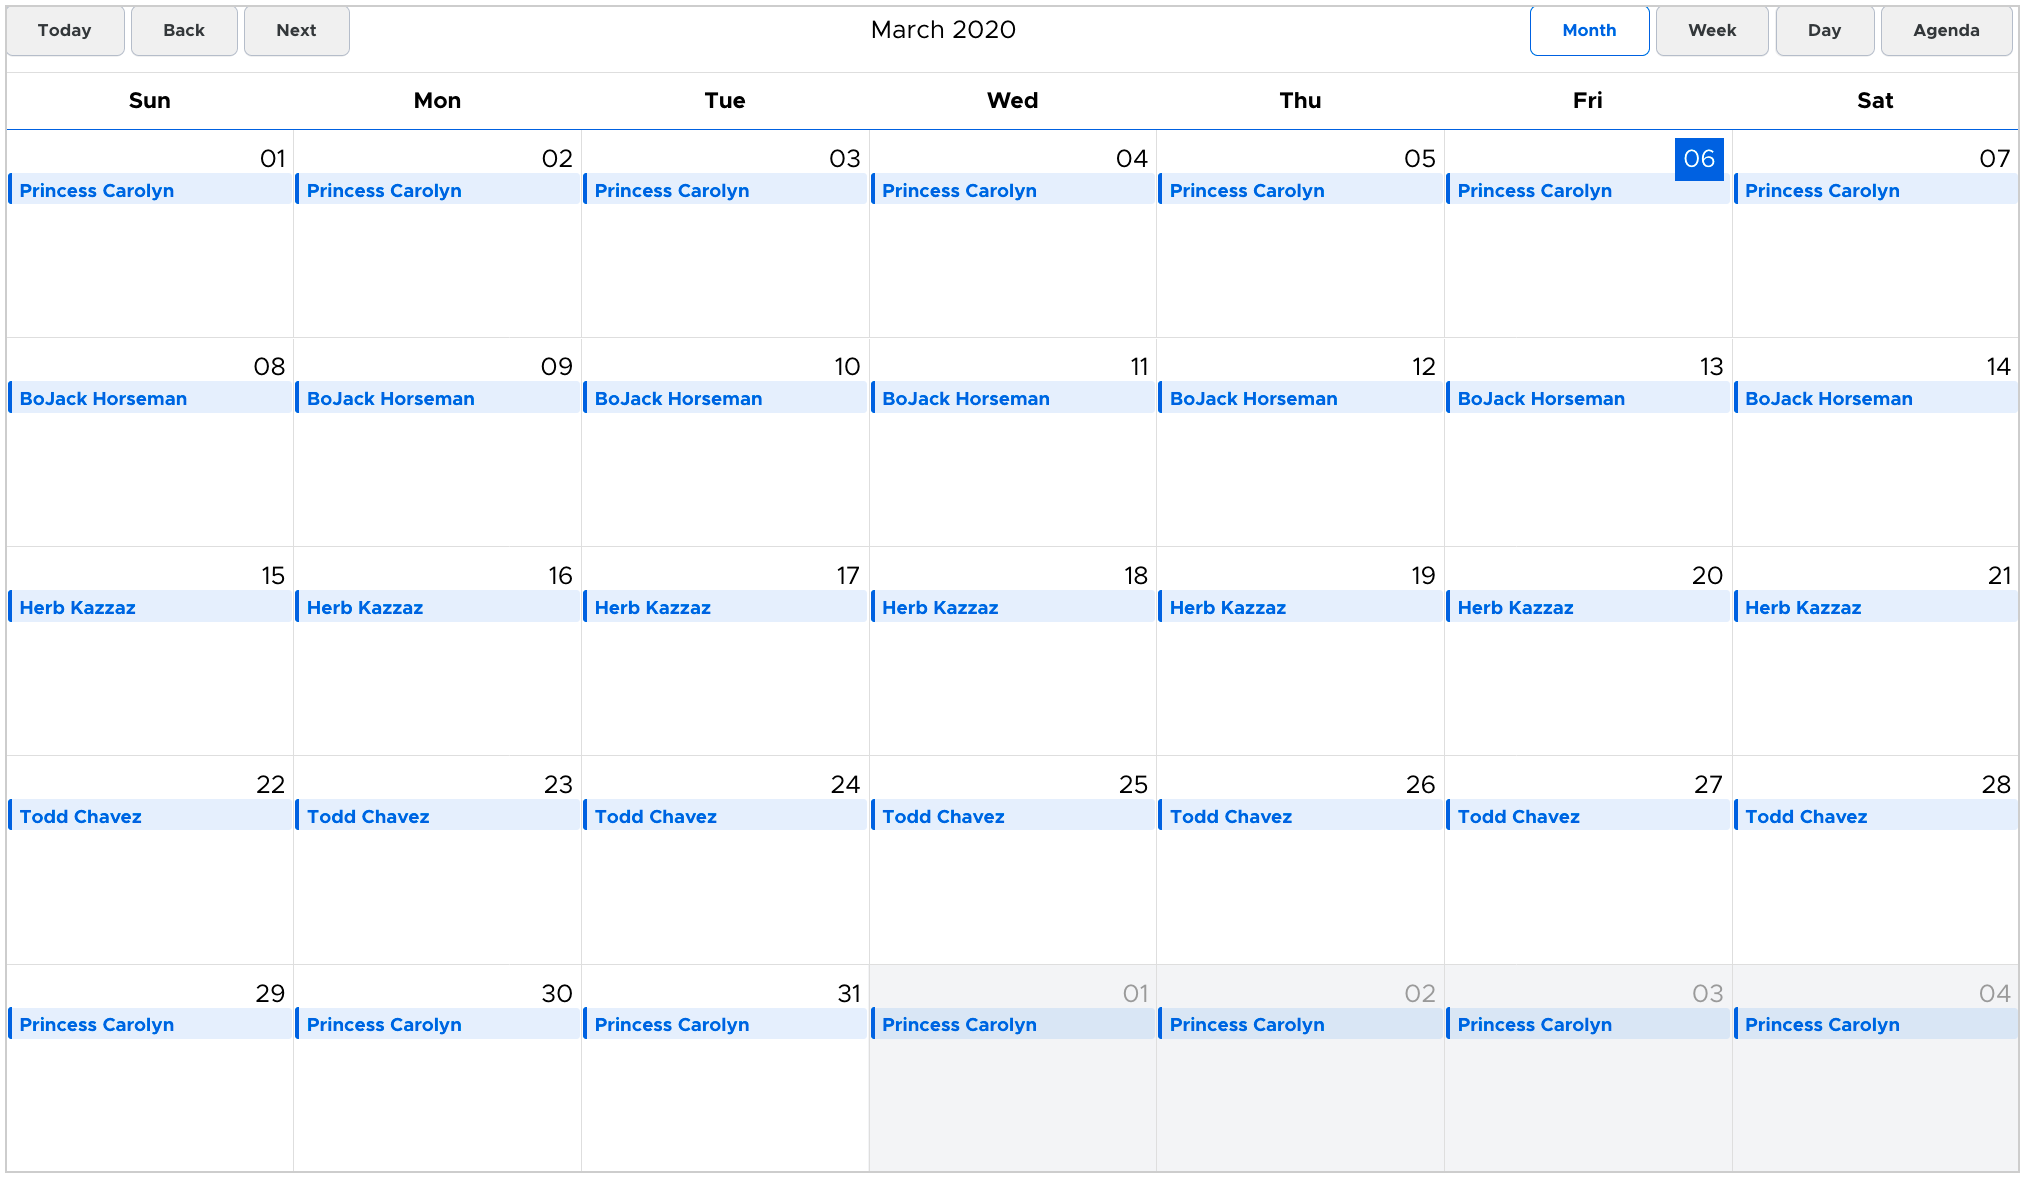 Today Back Next March 2020 Month Week Day Agenda
Sun Mon Tue Wed Thu Fri Sat
01 02 03 04 05 06 07
Princess Carolyn Princess Carolyn Princess Carolyn Princess Carolyn Princess Carolyn Princess Carolyn Princess Carolyn
08 09 10 11 12 13 14
BoJack Horseman BoJack Horseman BoJack Horseman BoJack Horseman BoJack Horseman BoJack Horseman BoJack Horseman
15 16 17 18 19 20 21
Herb Kazzaz Herb Kazzaz Herb Kazzaz Herb Kazzaz Herb Kazzaz Herb Kazzaz Herb Kazzaz
22 23 24 25 26 27 28
Todd Chavez Todd Chavez Todd Chavez Todd Chavez Todd Chavez Todd Chavez Todd Chavez
29 30 31 01 02 03 04
Princess Carolyn Princess Carolyn Princess Carolyn Princess Carolyn Princess Carolyn Princess Carolyn Princess Carolyn